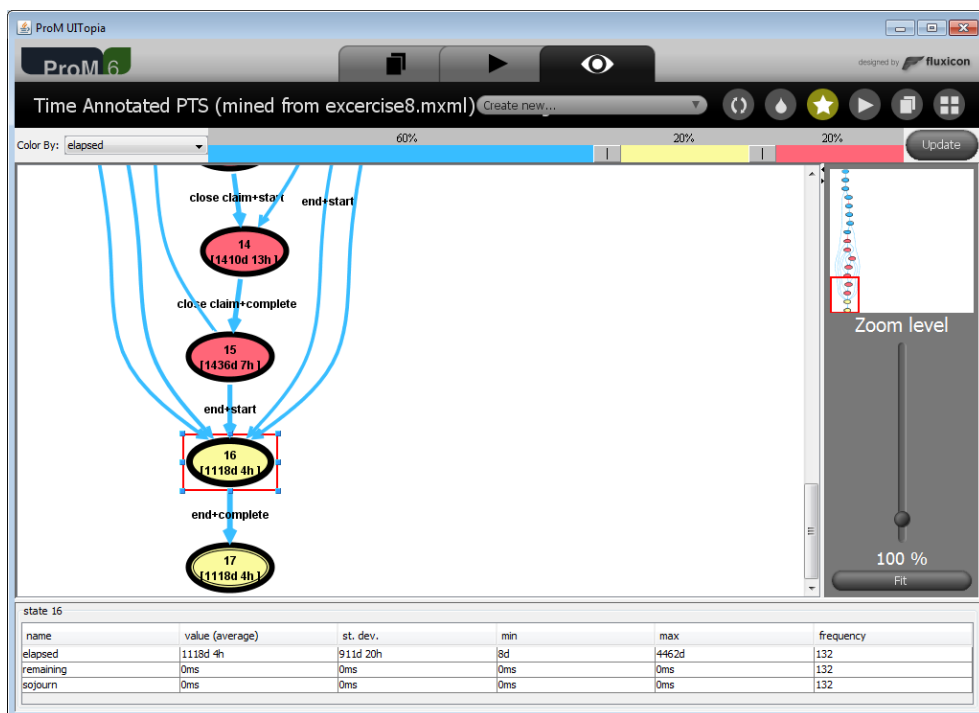 ProM UITopia
ProM 6
designed by fluxicon
Time Annotated PTS (mined from excercise8.mxml)
Create new...
Color By: elapsed
60%
20%
20%
Update
close claim+start
end+start
14
[1410d 13h ]
close claim+complete
15
[1436d 7h ]
end+start
16
[1118d 4h ]
end+complete
17
[1118d 4h ]
Zoom level
100 %
Fit
state 16
name value (average) st. dev. min max frequency
elapsed 1118d 4h 911d 20h 8d 4462d 132
remaining 0ms 0ms 0ms 0ms 132
sojourn 0ms 0ms 0ms 0ms 132